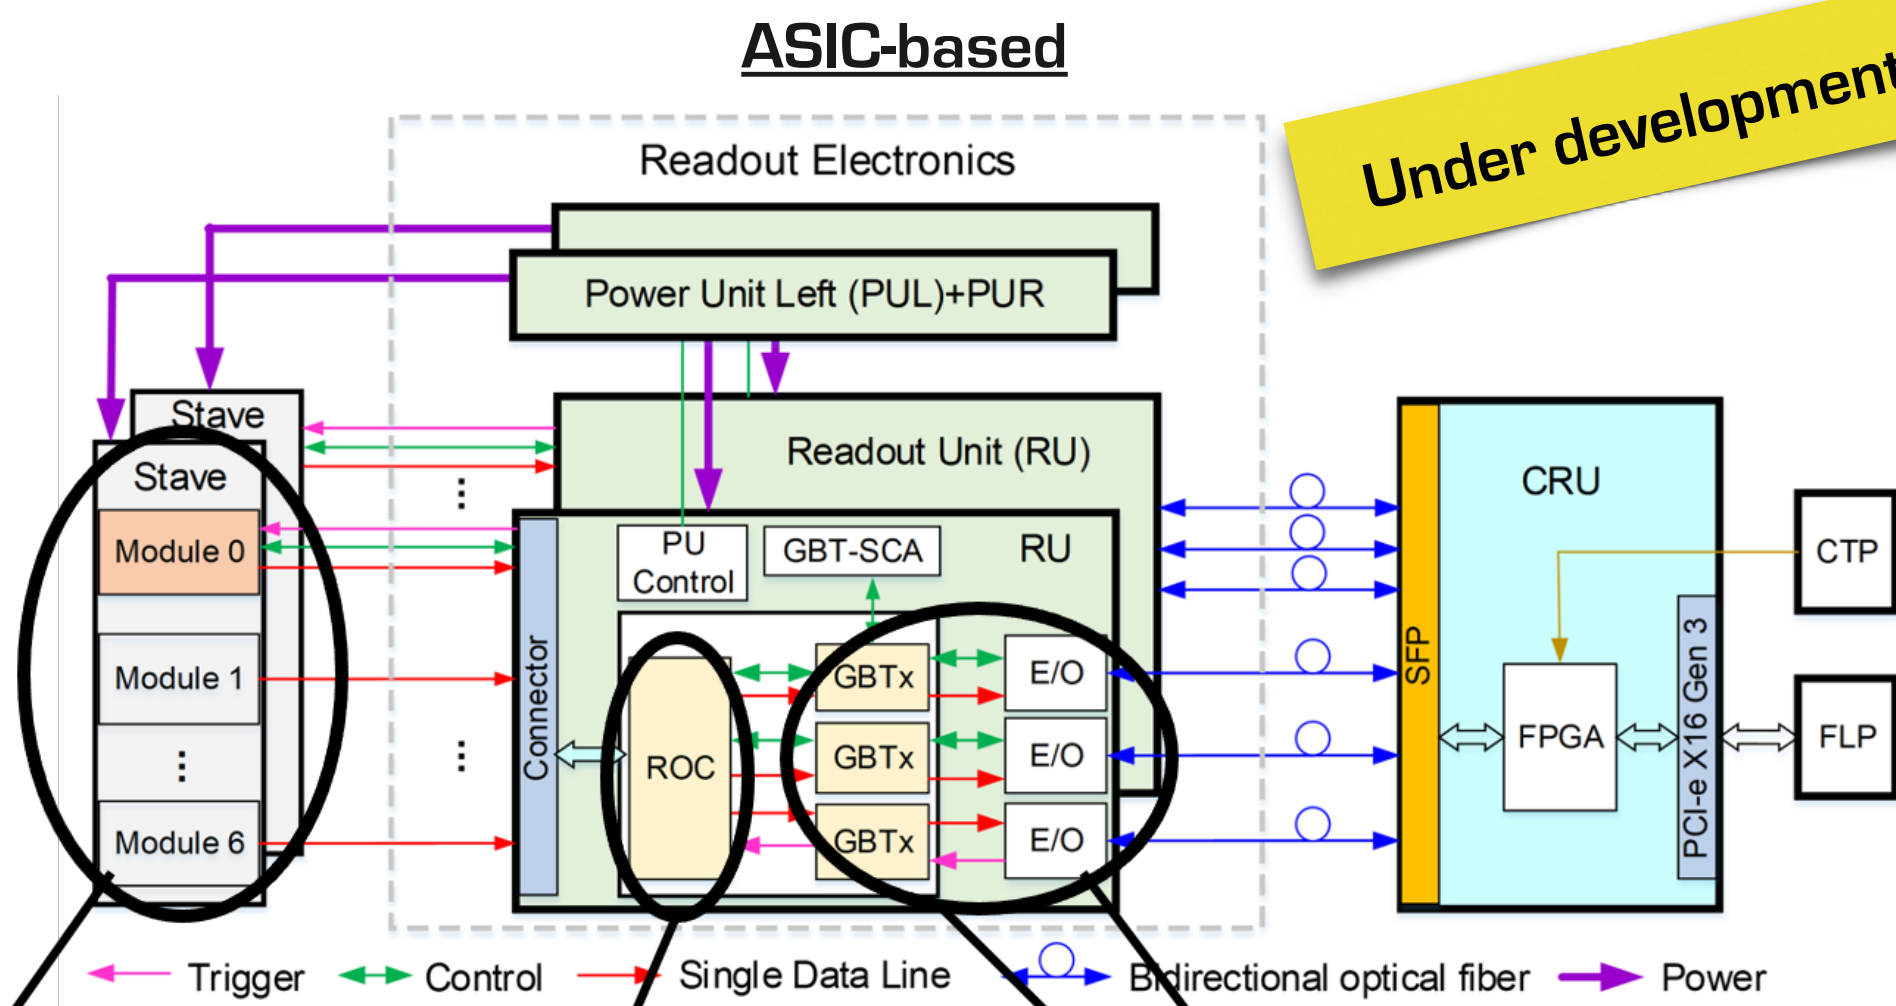 ASIC-based
Under development
Readout Electronics
Power Unit Left (PUL)+PUR
Stave
Stave
Module 0
Module 1
⋮
Module 6
⋮
⋮
Readout Unit (RU)
Connector
PU
Control
GBT-SCA
RU
ROC
GBTx
GBTx
GBTx
E/O
E/O
E/O
SFP
CRU
FPGA
PCI-e X16 Gen 3
CTP
FLP
Trigger
Control
Single Data Line
Bidirectional optical fiber
Power